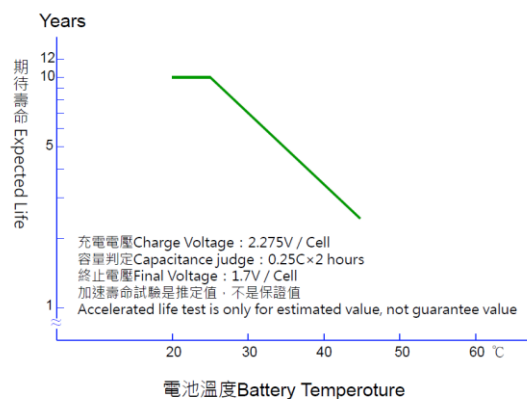 Years
12
10
5
1
期待壽命 Expected Life
充電電壓Charge Voltage：2.275V / Cell
容量判定Capacitance judge：0.25C×2 hours
終止電壓Final Voltage：1.7V / Cell
加速壽命試驗是推定值，不是保證值
Accelerated life test is only for estimated value, not guarantee value
20 30 40 50 60 ℃
電池溫度Battery Temperoture